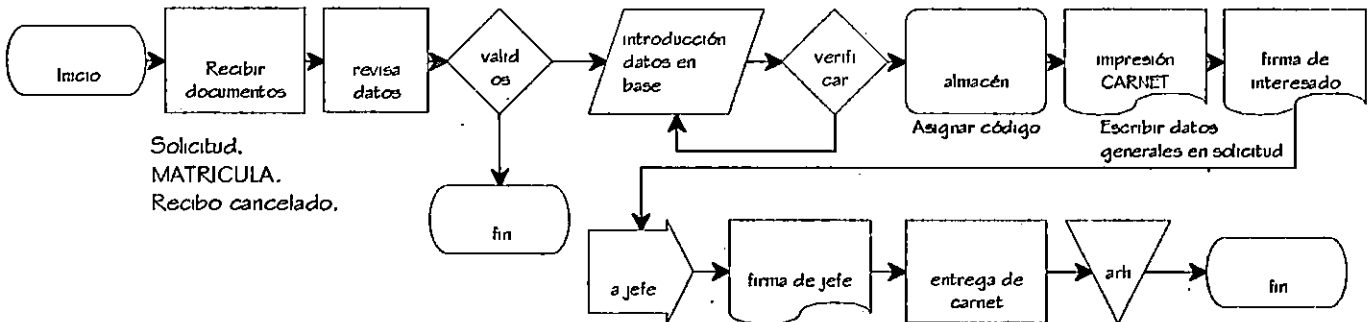 Inicio
Recibir
documentos
revisa
datos
valid
os
introducción
datos en
base
verifi
car
almacén
impresión
CARNET
firma de
interesado
Solicitud.
MATRICULA.
Recibo cancelado.
Asignar código
Escribir datos
generales en solicitud
fin
a jefe
firma de jefe
entrega de
carnet
arh
fin